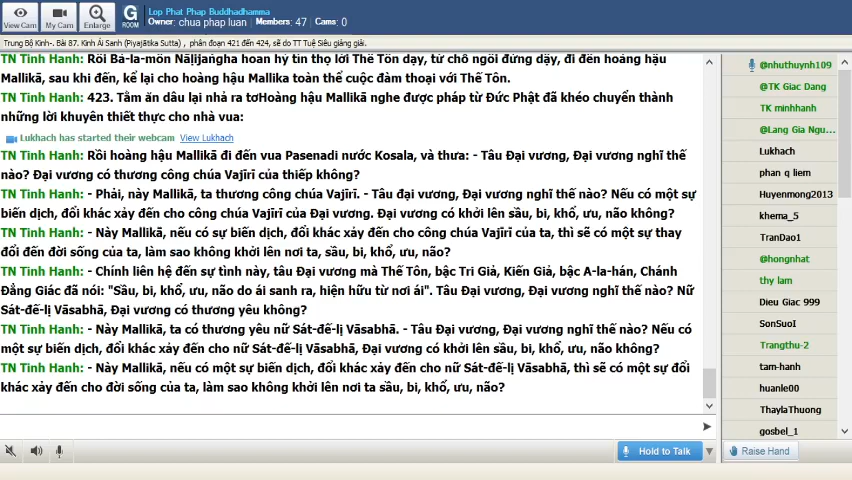 Lop Phat Phap Buddhadhamma
Owner: chua phap luan Members: 47 Cams: 0
View Cam
My Cam
Enlarge
G
ROOM
Trung Bộ Kinh-. Bài 87. Kinh Ái Sanh (Piyajātika Sutta) , phân đoạn 421 đến 424, sẽ do TT Tuệ Siêu giảng giải.
TN Tinh Hanh: Rồi Bà-la-môn Nāḷijaṅgha hoan hỷ tín thọ lời Thế Tôn dạy, từ chỗ ngồi đứng dậy, đi đến hoàng hậu
Mallikā, sau khi đến, kể lại cho hoàng hậu Mallika toàn thể cuộc đàm thoại với Thế Tôn.
TN Tinh Hanh: 423. Tằm ăn dâu lại nhả ra tơHoàng hậu Mallikā nghe được pháp từ Đức Phật đã khéo chuyển thành
những lời khuyên thiết thực cho nhà vua:
Lukhach has started their webcam View Lukhach
TN Tinh Hanh: Rồi hoàng hậu Mallikā đi đến vua Pasenadi nước Kosala, và thưa: - Tâu Đại vương, Đại vương nghĩ thế
nào? Đại vương có thương công chúa Vajīrī của thiếp không?
TN Tinh Hanh: - Phải, này Mallikā, ta thương công chúa Vajīrī. - Tâu đại vương, Đại vương nghĩ thế nào? Nếu có một sự
biến dịch, đổi khác xảy đến cho công chúa Vajīrī của Đại vương. Đại vương có khởi lên sầu, bi, khổ, ưu, não không?
TN Tinh Hanh: - Này Mallikā, nếu có sự biến dịch, đổi khác xảy đến cho công chúa Vajīrī của ta, thì sẽ có một sự thay
đổi đến đời sống của ta, làm sao không khởi lên nơi ta, sầu, bi, khổ, ưu, não?
TN Tinh Hanh: - Chính liên hệ đến sự tình này, tâu Đại vương mà Thế Tôn, bậc Tri Giả, Kiến Giả, bậc A-la-hán, Chánh
Đẳng Giác đã nói: "Sầu, bi, khổ, ưu, não do ái sanh ra, hiện hữu từ nơi ái". Tâu Đại vương, Đại vương nghĩ thế nào? Nữ
Sát-đế-lị Vāsabhā, Đại vương có thương yêu không?
TN Tinh Hanh: - Này Mallikā, ta có thương yêu nữ Sát-đế-lị Vāsabhā. - Tâu Đại vương, Đại vương nghĩ thế nào? Nếu có
một sự biến dịch, đổi khác xảy đến cho nữ Sát-đế-lị Vāsabhā, Đại vương có khởi lên sầu, bi, khổ, ưu, não không?
TN Tinh Hanh: - Này Mallikā, nếu có một sự biến dịch, đổi khác xảy đến cho nữ Sát-đế-lị Vāsabhā, thì sẽ có một sự đổi
khác xảy đến cho đời sống của ta, làm sao không khởi lên nơi ta sầu, bi, khổ, ưu, não?
@nhuthuynh109
@TK Giac Dang
TK minhhanh
@Lang Gia Ngu...
Lukhach
phan q liem
Huyenmong2013
khema_5
TranDao1
@hongnhat
thy lam
Dieu Giac 999
SonSuoI
Trangthu-2
tam-hanh
huanle00
ThaylaThuong
gosbel_1
Hold to Talk
Raise Hand